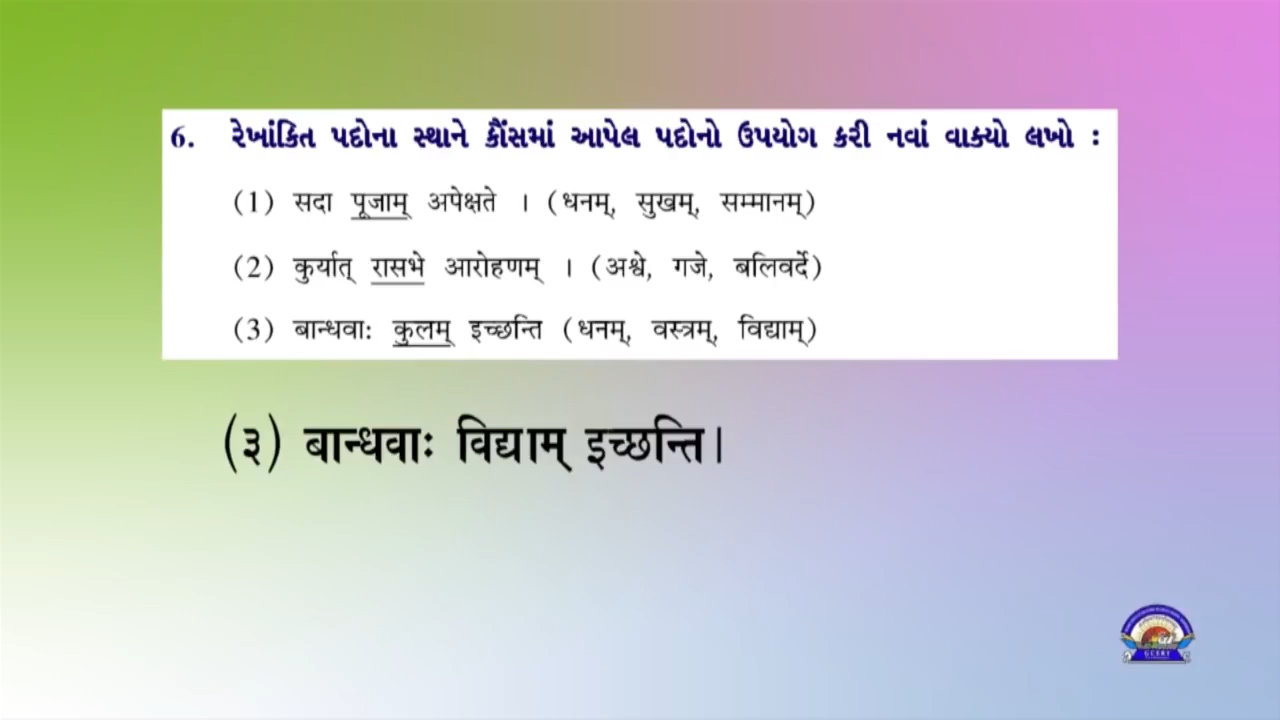 6. રેખાંકિત પદોના સ્થાને કૌંસમાં આપેલ પદોનો ઉપયોગ કરી નવાં વાક્યો લખો :
(1) सदा पूजाम् अपेक्षते । (धनम्, सुखम्, सम्मानम्)
(2) कुर्यात् रासभे आरोहणम् । (अश्वे, गजे, बलिवर्दे)
(3) बान्धवाः कुलम् इच्छन्ति (धनम्, वस्त्रम्, विद्याम्)
(३) बान्धवाः विद्याम् इच्छन्ति।
GCERT